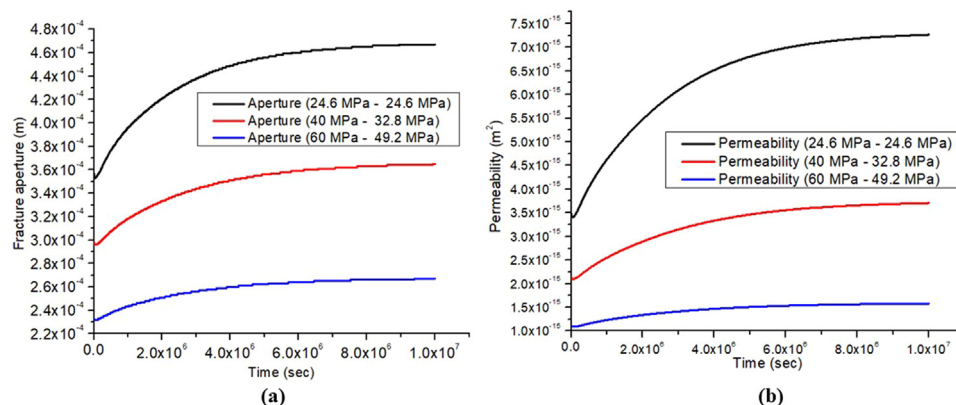 4.8x10⁻⁴
4.6x10⁻⁴
4.4x10⁻⁴
4.2x10⁻⁴
4.0x10⁻⁴
3.8x10⁻⁴
3.6x10⁻⁴
3.4x10⁻⁴
3.2x10⁻⁴
3.0x10⁻⁴
2.8x10⁻⁴
2.6x10⁻⁴
2.4x10⁻⁴
2.2x10⁻⁴
Fracture aperture (m)
Aperture (24.6 MPa - 24.6 MPa)
Aperture (40 MPa - 32.8 MPa)
Aperture (60 MPa - 49.2 MPa)
0.0 2.0x10⁶ 4.0x10⁶ 6.0x10⁶ 8.0x10⁶ 1.0x10⁷
Time (sec)
(a)
7.5x10⁻¹⁵
7.0x10⁻¹⁵
6.5x10⁻¹⁵
6.0x10⁻¹⁵
5.5x10⁻¹⁵
5.0x10⁻¹⁵
4.5x10⁻¹⁵
4.0x10⁻¹⁵
3.5x10⁻¹⁵
3.0x10⁻¹⁵
2.5x10⁻¹⁵
2.0x10⁻¹⁵
1.5x10⁻¹⁵
1.0x10⁻¹⁵
Permeability (m²)
Permeability (24.6 MPa - 24.6 MPa)
Permeability (40 MPa - 32.8 MPa)
Permeability (60 MPa - 49.2 MPa)
0.0 2.0x10⁶ 4.0x10⁶ 6.0x10⁶ 8.0x10⁶ 1.0x10⁷
Time (sec)
(b)